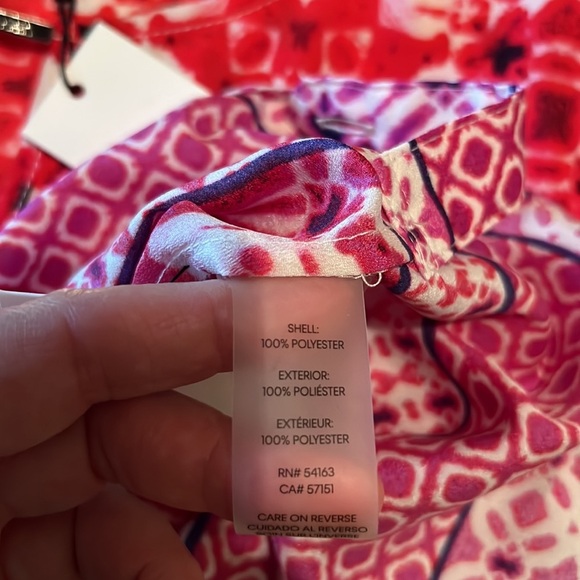 SHELL:
100% POLYESTER
EXTERIOR:
100% POLIÉSTER
EXTÉRIEUR:
100% POLYESTER
RN# 54163
CA# 57151
CARE ON REVERSE
CUIDADO AL REVERSO